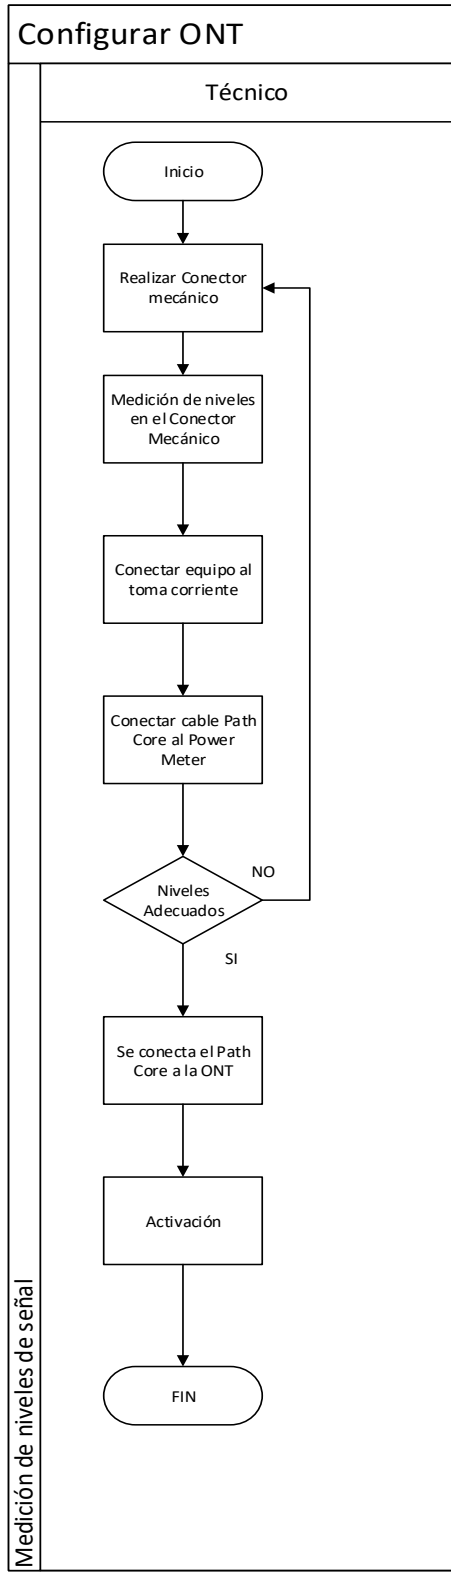 Configurar ONT
Técnico
Inicio
Realizar Conector
mecánico
Medición de niveles
en el Conector
Mecánico
Conectar equipo al
toma corriente
Conectar cable Path
Core al Power
Meter
NO
Niveles
Adecuados
SI
Se conecta el Path
Core a la ONT
Activación
FIN
Medición de niveles de señal